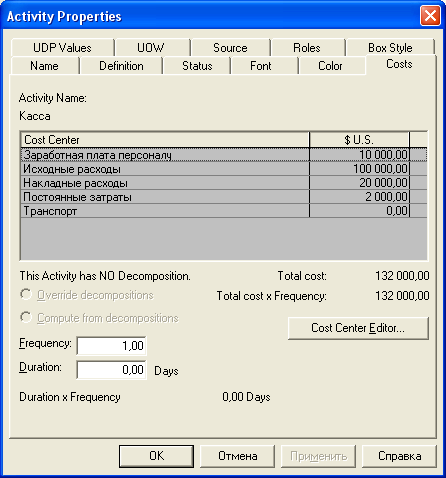 Activity Properties
UDP Values UOW Source Roles Box Style
Name Definition Status Font Color Costs
Activity Name:
Касса
Cost Center $ U.S.
Заработная плата персоналу 10 000,00
Исходные расходы 100 000,00
Накладные расходы 20 000,00
Постоянные затраты 2 000,00
Транспорт 0,00
This Activity has NO Decomposition. Total cost: 132 000,00
Override decompositions Total cost x Frequency: 132 000,00
Compute from decompositions
Cost Center Editor...
Frequency: 1,00
Duration: 0,00 Days
Duration x Frequency 0,00 Days
OK Отмена Применить Справка